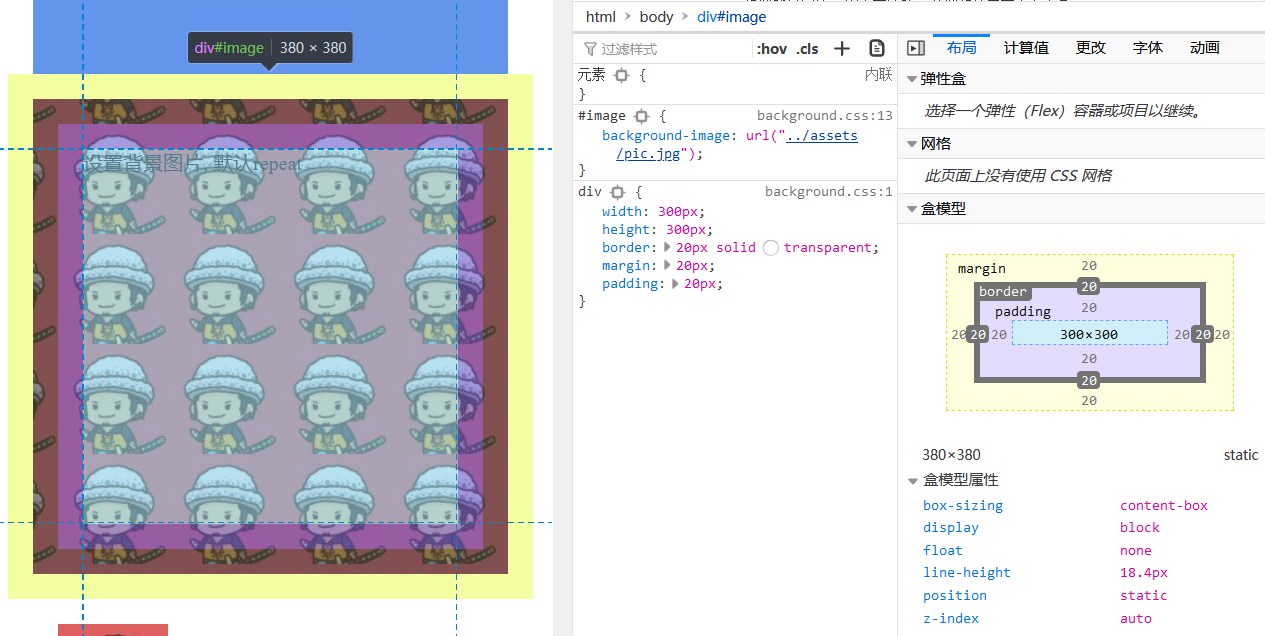 div#image | 380 × 380
设置背景图片, 默认repeat
html > body > div#image
过滤样式 :hov .cls +
元素 { 内联
}
#image { background.css:13
background-image: url("../assets
/pic.jpg");
}
div { background.css:1
width: 300px;
height: 300px;
border: 20px solid transparent;
margin: 20px;
padding: 20px;
}
布局 计算值 更改 字体 动画
弹性盒
选择一个弹性（Flex）容器或项目以继续。
网格
此页面上没有使用 CSS 网格
盒模型
margin 20
border 20
padding 20
20 20 20 300×300 20 20 20
20
20
20
380×380 static
盒模型属性
box-sizing content-box
display block
float none
line-height 18.4px
position static
z-index auto